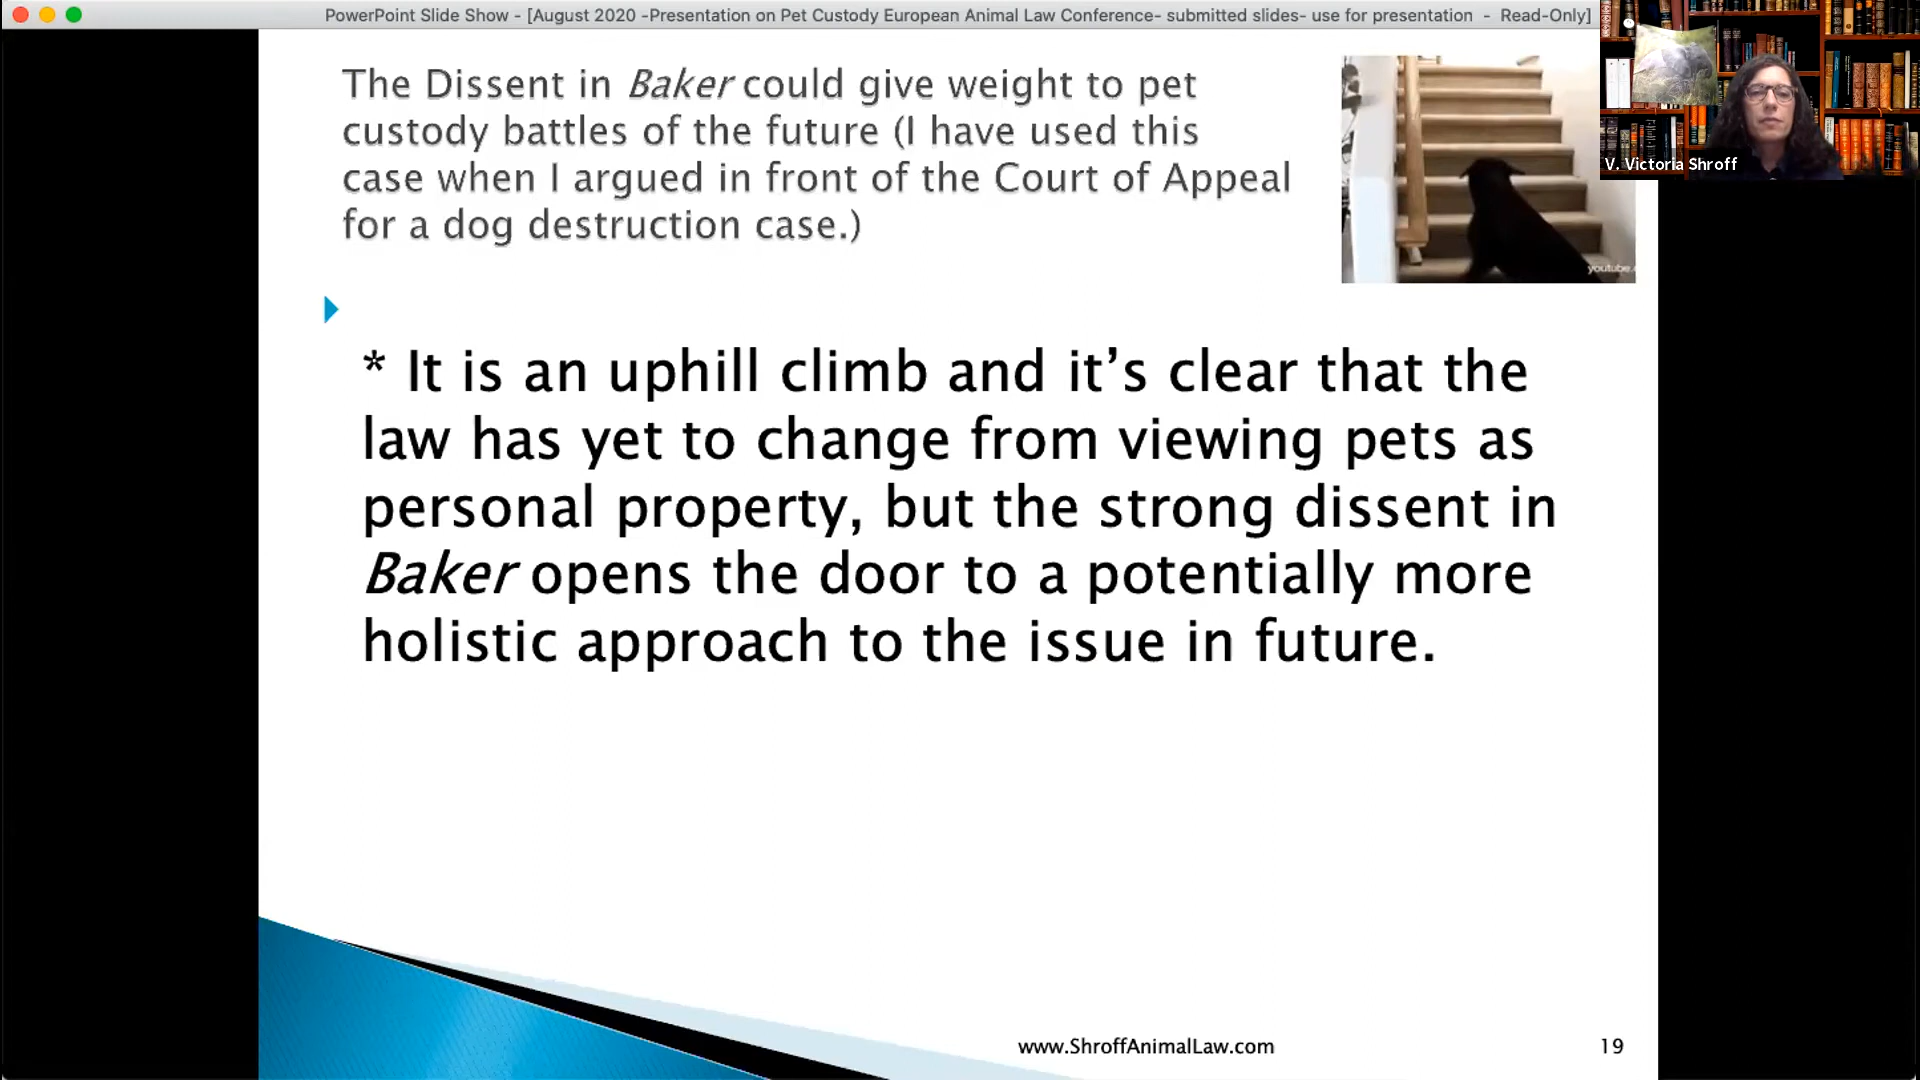 PowerPoint Slide Show - [August 2020 -Presentation on Pet Custody European Animal Law Conference- submitted slides- use for presentation - Read-Only]
The Dissent in Baker could give weight to pet
custody battles of the future (I have used this
case when I argued in front of the Court of Appeal
for a dog destruction case.)
youtube.
V. Victoria Shroff
* It is an uphill climb and it’s clear that the
law has yet to change from viewing pets as
personal property, but the strong dissent in
Baker opens the door to a potentially more
holistic approach to the issue in future.
www.ShroffAnimalLaw.com
19